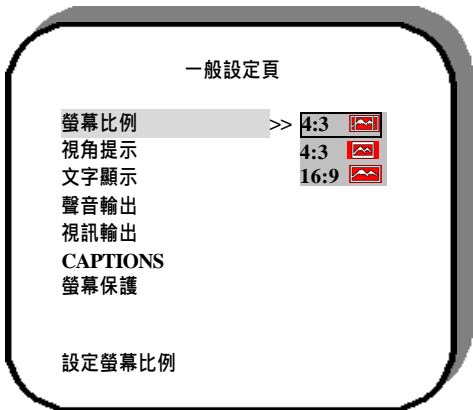 一般設定頁
螢幕比例 >> 4:3
視角提示 4:3
文字顯示 16:9
聲音輸出
視訊輸出
CAPTIONS
螢幕保護
設定螢幕比例